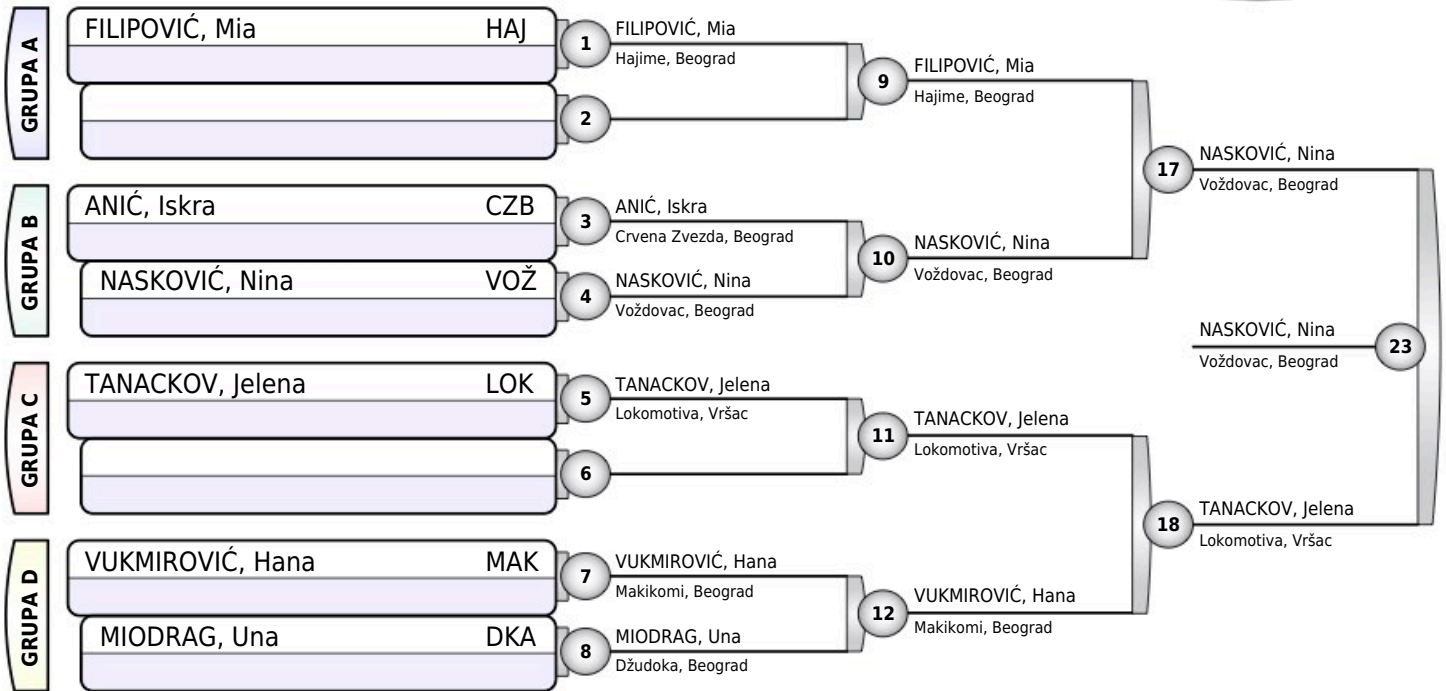 GRUPA A
FILIPOVIĆ, Mia HAJ
1
FILIPOVIĆ, Mia
Hajime, Beograd
2
9
FILIPOVIĆ, Mia
Hajime, Beograd
GRUPA B
ANIĆ, Iskra CZB
3
ANIĆ, Iskra
Crvena Zvezda, Beograd
NASKOVIĆ, Nina VOŽ
4
NASKOVIĆ, Nina
Voždovac, Beograd
10
NASKOVIĆ, Nina
Voždovac, Beograd
17
NASKOVIĆ, Nina
Voždovac, Beograd
NASKOVIĆ, Nina
Voždovac, Beograd
23
GRUPA C
TANACKOV, Jelena LOK
5
TANACKOV, Jelena
Lokomotiva, Vršac
6
11
TANACKOV, Jelena
Lokomotiva, Vršac
GRUPA D
VUKMIROVIĆ, Hana MAK
7
VUKMIROVIĆ, Hana
Makikomi, Beograd
MIODRAG, Una DKA
8
MIODRAG, Una
Džudoka, Beograd
12
VUKMIROVIĆ, Hana
Makikomi, Beograd
18
TANACKOV, Jelena
Lokomotiva, Vršac